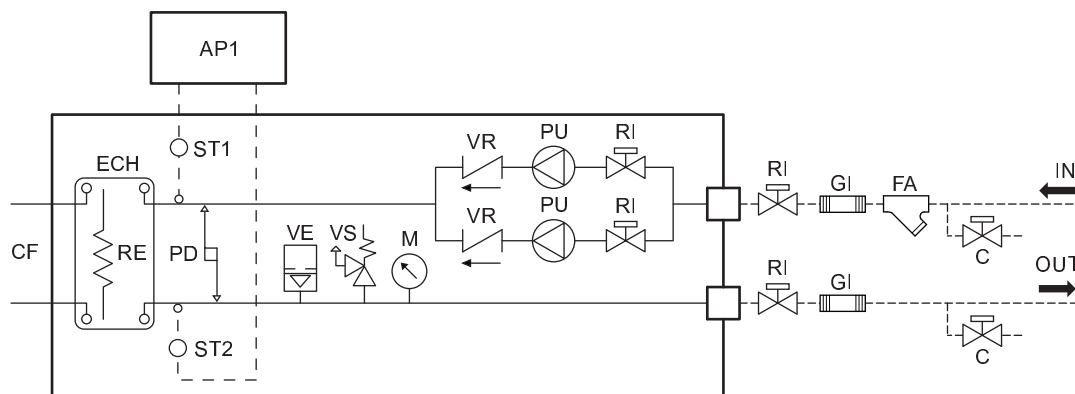 AP1
ST1
ECH
VR
PU
RI
RI
GI
FA
IN
CF
RE
PD
VE
VS
M
VR
PU
RI
C
RI
GI
OUT
ST2
C